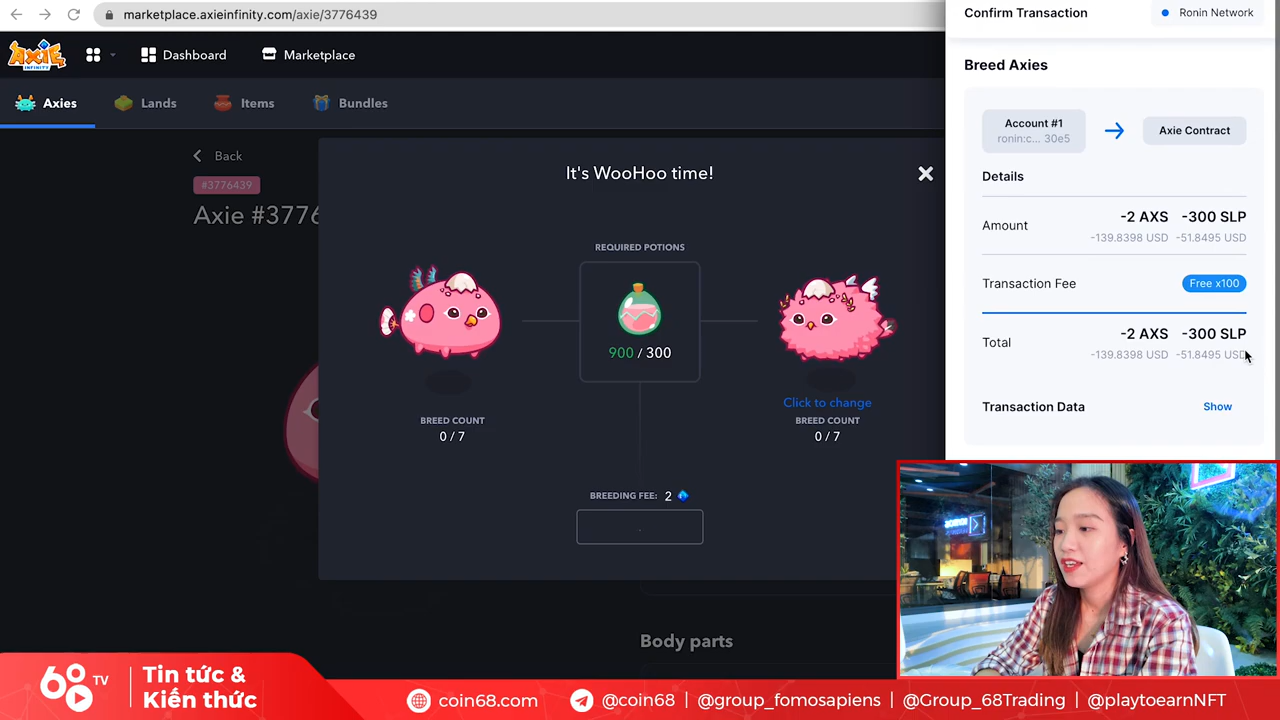 marketplace.axieinfinity.com/axie/3776439
AXIE
INFINITY
Dashboard
Marketplace
Axies
Lands
Items
Bundles
Back
#3776439
Axie #3776
It's WooHoo time!
REQUIRED POTIONS
900 / 300
Click to change
BREED COUNT
0 / 7
BREED COUNT
0 / 7
BREEDING FEE: 2
Body parts
Confirm Transaction
Ronin Network
Breed Axies
Account #1
ronin:c... 30e5
Axie Contract
Details
Amount
-2 AXS -300 SLP
-139.8398 USD -51.8495 USD
Transaction Fee
Free x100
Total
-2 AXS -300 SLP
-139.8398 USD -51.8495 USD
Transaction Data
Show
68 TV
Tin tức &
Kiến thức
coin68.com
@coin68 | @group_fomosapiens | @Group_68Trading | @playtoearnNFT